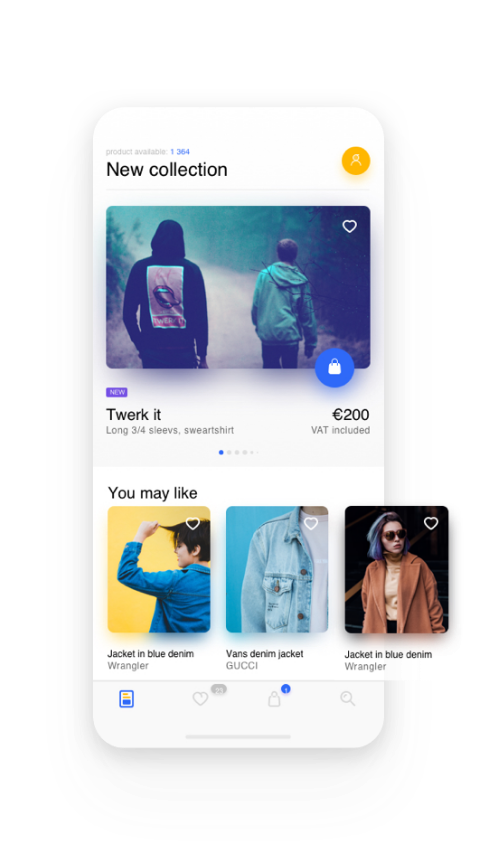 product available: 1 364
New collection
NEW
Twerk it
€200
Long 3/4 sleevs, sweartshirt
VAT included
You may like
Jacket in blue denim
Wrangler
Vans denim jacket
GUCCI
Jacket in blue denim
Wrangler
1